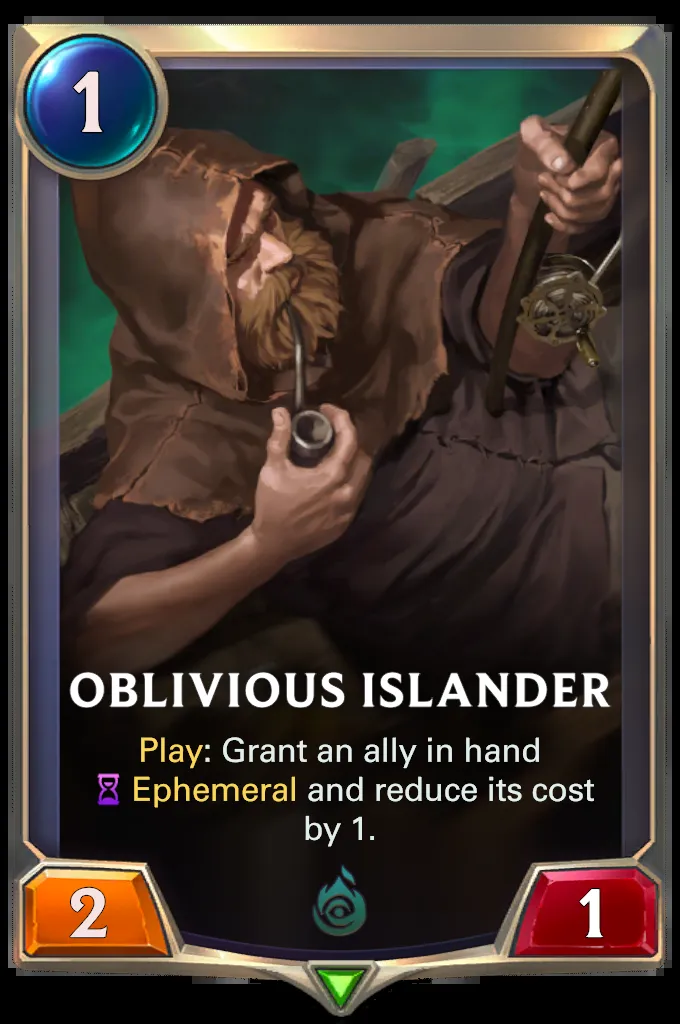 1
OBLIVIOUS ISLANDER
Play: Grant an ally in hand
Ephemeral and reduce its cost
by 1.
2
1